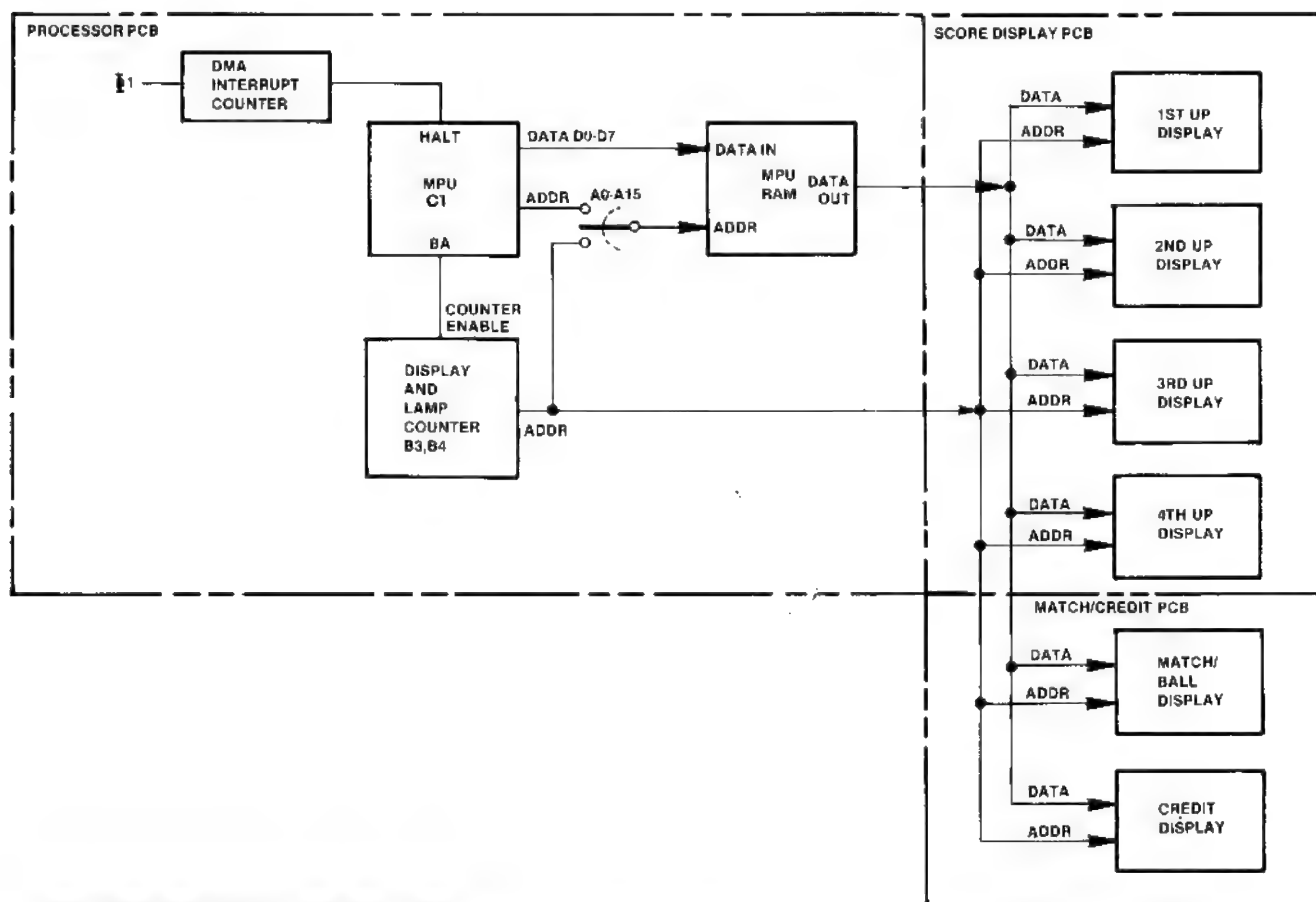 PROCESSOR PCB
SCORE DISPLAY PCB
ϕ1
DMA
INTERRUPT
COUNTER
HALT
MPU
C1
BA
DATA D0-D7
ADDR
A0-A15
DATA IN
MPU
RAM
DATA
OUT
ADDR
COUNTER
ENABLE
DISPLAY
AND
LAMP
COUNTER
B3,B4
ADDR
DATA
ADDR
1ST UP
DISPLAY
DATA
ADDR
2ND UP
DISPLAY
DATA
ADDR
3RD UP
DISPLAY
DATA
ADDR
4TH UP
DISPLAY
MATCH/CREDIT PCB
DATA
ADDR
MATCH/
BALL
DISPLAY
DATA
ADDR
CREDIT
DISPLAY